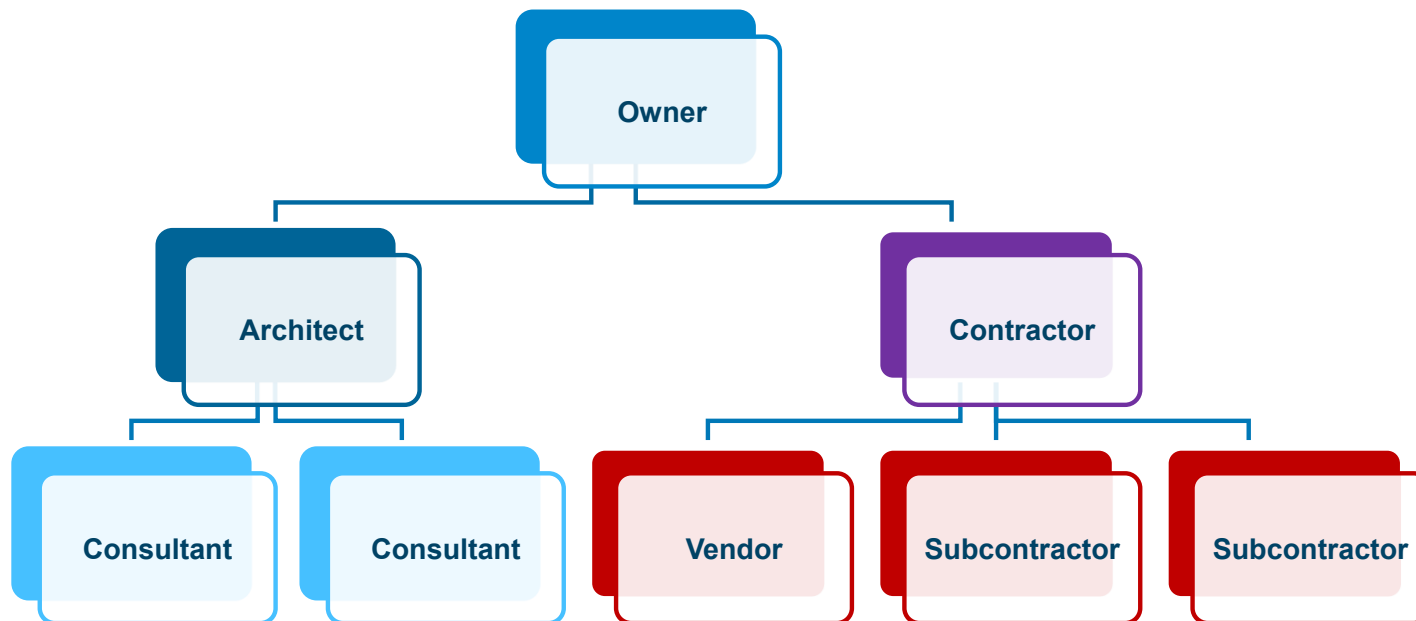 Owner
Architect
Contractor
Consultant
Consultant
Vendor
Subcontractor
Subcontractor